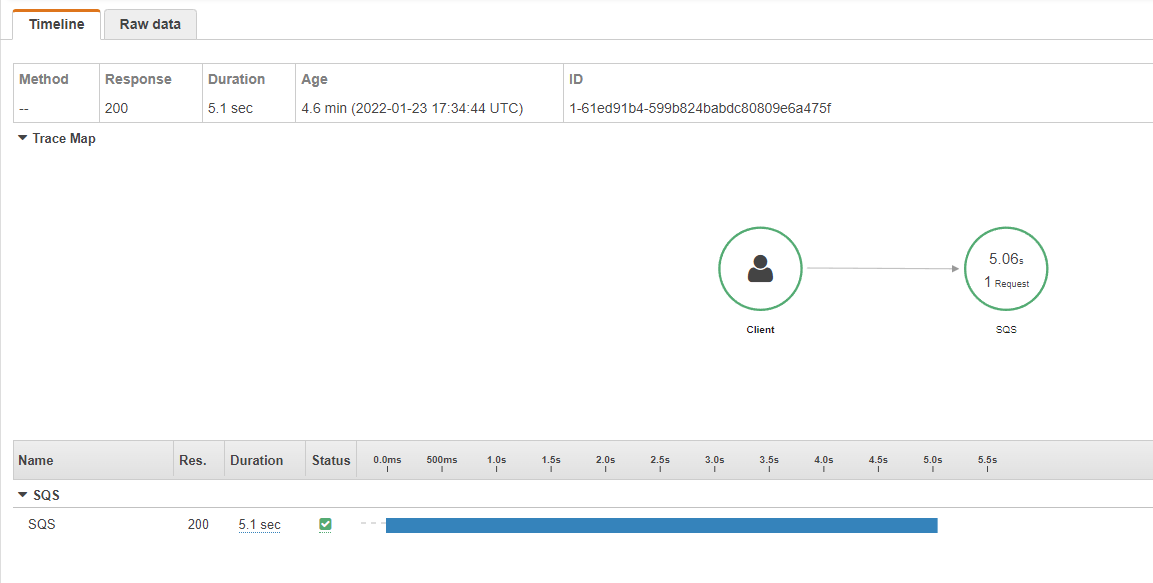 Timeline Raw data
Method Response Duration Age ID
-- 200 5.1 sec 4.6 min (2022-01-23 17:34:44 UTC) 1-61ed91b4-599b824babdc80809e6a475f
Trace Map
5.06s
1 Request
Client SQS
Name Res. Duration Status 0.0ms 500ms 1.0s 1.5s 2.0s 2.5s 3.0s 3.5s 4.0s 4.5s 5.0s 5.5s
SQS
SQS 200 5.1 sec